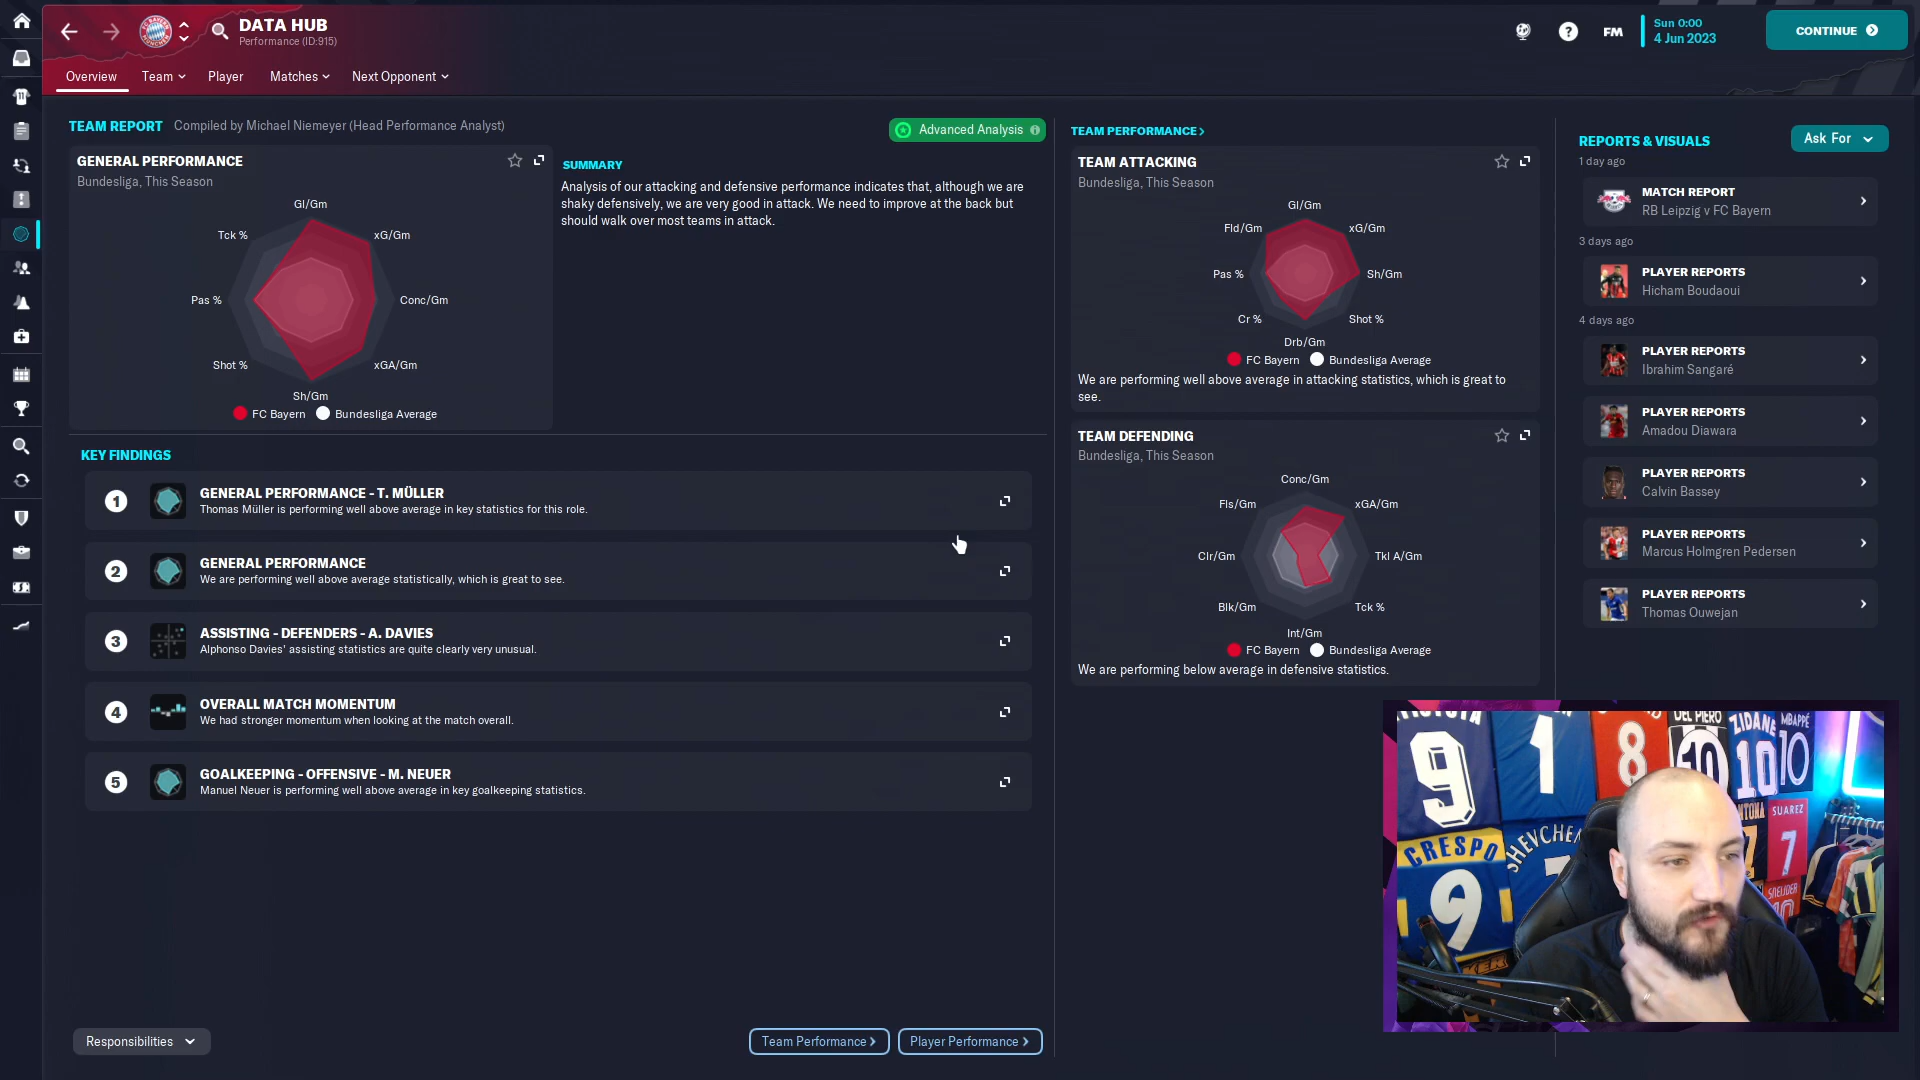 DATA HUB
Performance (ID:915)
FM
Sun 0:00
4 Jun 2023
CONTINUE
Overview
Team
Player
Matches
Next Opponent
TEAM REPORT Compiled by Michael Niemeyer (Head Performance Analyst)
Advanced Analysis
GENERAL PERFORMANCE
Bundesliga, This Season
Gl/Gm
Tck %
xG/Gm
Pas %
Conc/Gm
Shot %
xGA/Gm
Sh/Gm
FC Bayern
Bundesliga Average
SUMMARY
Analysis of our attacking and defensive performance indicates that, although we are
shaky defensively, we are very good in attack. We need to improve at the back but
should walk over most teams in attack.
KEY FINDINGS
1
GENERAL PERFORMANCE - T. MÜLLER
Thomas Müller is performing well above average in key statistics for this role.
2
GENERAL PERFORMANCE
We are performing well above average statistically, which is great to see.
3
ASSISTING - DEFENDERS - A. DAVIES
Alphonso Davies' assisting statistics are quite clearly very unusual.
4
OVERALL MATCH MOMENTUM
We had stronger momentum when looking at the match overall.
5
GOALKEEPING - OFFENSIVE - M. NEUER
Manuel Neuer is performing well above average in key goalkeeping statistics.
Responsibilities
Team Performance
Player Performance
TEAM PERFORMANCE
TEAM ATTACKING
Bundesliga, This Season
Gl/Gm
Fld/Gm
xG/Gm
Pas %
Sh/Gm
Cr %
Shot %
Drb/Gm
FC Bayern
Bundesliga Average
We are performing well above average in attacking statistics, which is great to
see.
TEAM DEFENDING
Bundesliga, This Season
Conc/Gm
Fls/Gm
xGA/Gm
Clr/Gm
Tkl A/Gm
Blk/Gm
Tck %
Int/Gm
FC Bayern
Bundesliga Average
We are performing below average in defensive statistics.
REPORTS & VISUALS
Ask For
1 day ago
MATCH REPORT
RB Leipzig v FC Bayern
3 days ago
PLAYER REPORTS
Hicham Boudaoui
4 days ago
PLAYER REPORTS
Ibrahim Sangaré
PLAYER REPORTS
Amadou Diawara
PLAYER REPORTS
Calvin Bassey
PLAYER REPORTS
Marcus Holmgren Pedersen
PLAYER REPORTS
Thomas Ouwejan
9
1
8
DEL PIERO
10
ZIDANE
10
MBAPPÉ
10
CRESPO
9
SHEVCHEN
7
SUAREZ
7
SNEIJDER
10